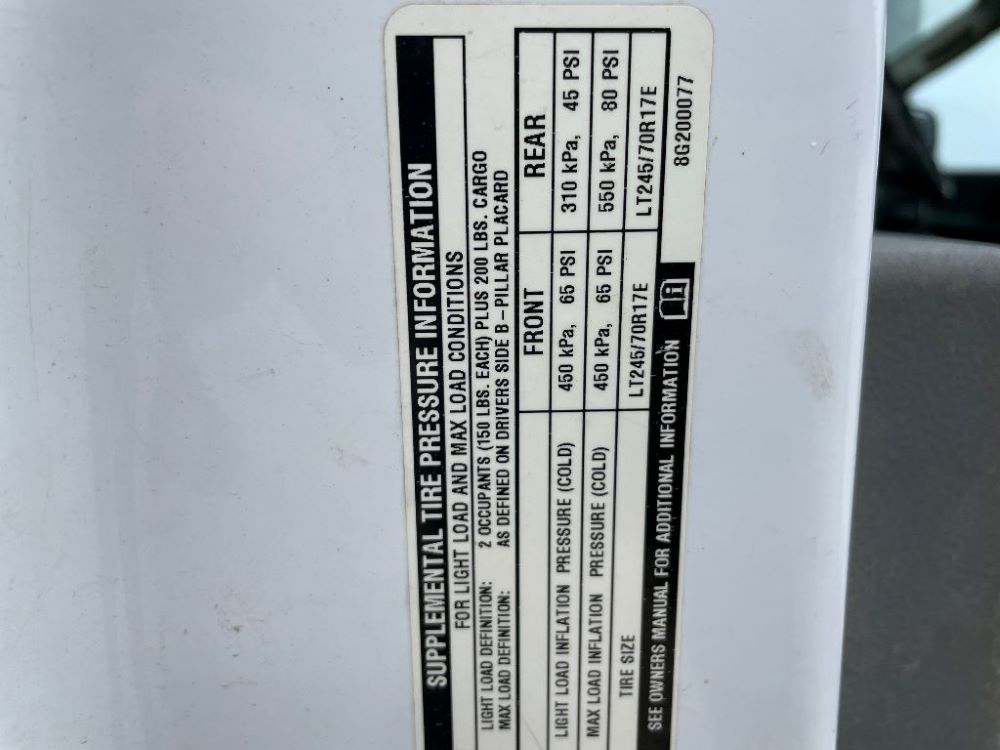 SUPPLEMENTAL TIRE PRESSURE INFORMATION
FOR LIGHT LOAD AND MAX LOAD CONDITIONS
LIGHT LOAD DEFINITION: 2 OCCUPANTS (150 LBS. EACH) PLUS 200 LBS. CARGO
MAX LOAD DEFINITION: AS DEFINED ON DRIVERS SIDE B-PILLAR PLACARD
FRONT REAR
LIGHT LOAD INFLATION PRESSURE (COLD) 450 kPa, 65 PSI 310 kPa, 45 PSI
MAX LOAD INFLATION PRESSURE (COLD) 450 kPa, 65 PSI 550 kPa, 80 PSI
TIRE SIZE LT245/70R17E LT245/70R17E
SEE OWNERS MANUAL FOR ADDITIONAL INFORMATION 8G200077